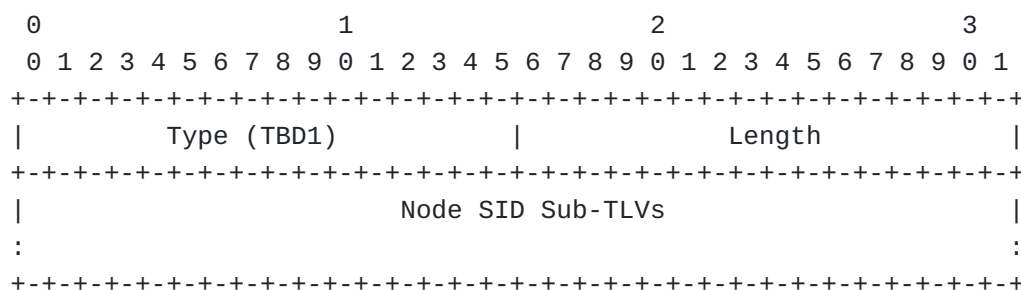 0                   1                   2                   3
 0 1 2 3 4 5 6 7 8 9 0 1 2 3 4 5 6 7 8 9 0 1 2 3 4 5 6 7 8 9 0 1
+-+-+-+-+-+-+-+-+-+-+-+-+-+-+-+-+-+-+-+-+-+-+-+-+-+-+-+-+-+-+-+-+
|         Type (TBD1)           |             Length            |
+-+-+-+-+-+-+-+-+-+-+-+-+-+-+-+-+-+-+-+-+-+-+-+-+-+-+-+-+-+-+-+-+
|                        Node SID Sub-TLVs                      |
:                                                               :
+-+-+-+-+-+-+-+-+-+-+-+-+-+-+-+-+-+-+-+-+-+-+-+-+-+-+-+-+-+-+-+-+